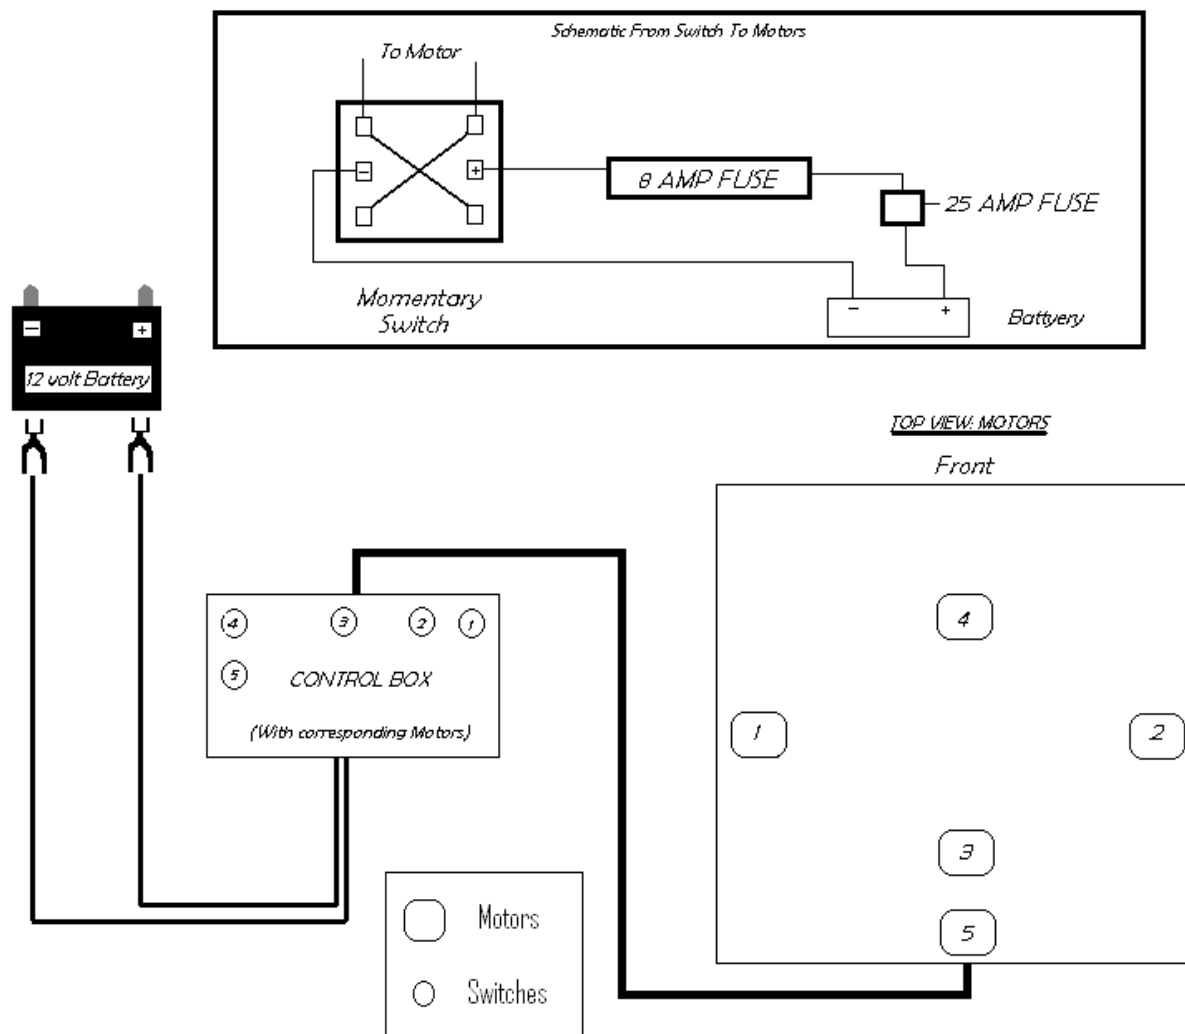 Schematic From Switch To Motors
To Motor
-
+
8 AMP FUSE
25 AMP FUSE
Momentary
Switch
- +
Battyery
- +
12 volt Battery
TOP VIEW: MOTORS
Front
4
1
2
3
5
4 3 2 1
5
CONTROL BOX
(With corresponding Motors)
Motors
Switches